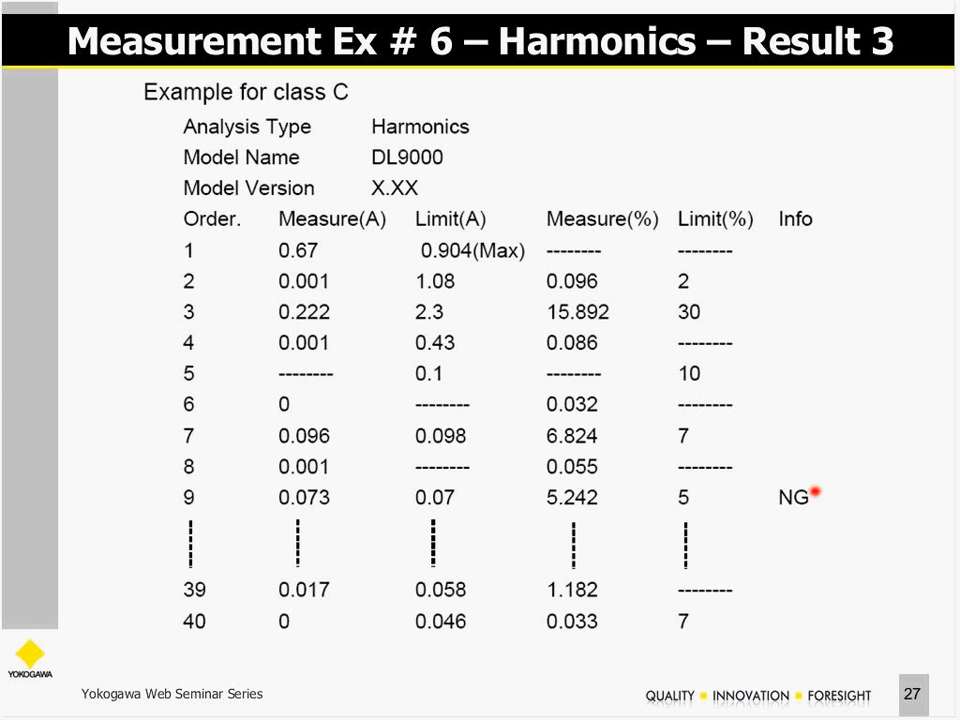 Measurement Ex # 6 – Harmonics – Result 3
Example for class C
Analysis Type Harmonics
Model Name DL9000
Model Version X.XX
Order. Measure(A) Limit(A) Measure(%) Limit(%) Info
1 0.67 0.904(Max) -------- --------
2 0.001 1.08 0.096 2
3 0.222 2.3 15.892 30
4 0.001 0.43 0.086 --------
5 -------- 0.1 -------- 10
6 0 -------- 0.032 --------
7 0.096 0.098 6.824 7
8 0.001 -------- 0.055 --------
9 0.073 0.07 5.242 5 NG
39 0.017 0.058 1.182 --------
40 0 0.046 0.033 7
YOKOGAWA
Yokogawa Web Seminar Series
QUALITY INNOVATION FORESIGHT
27